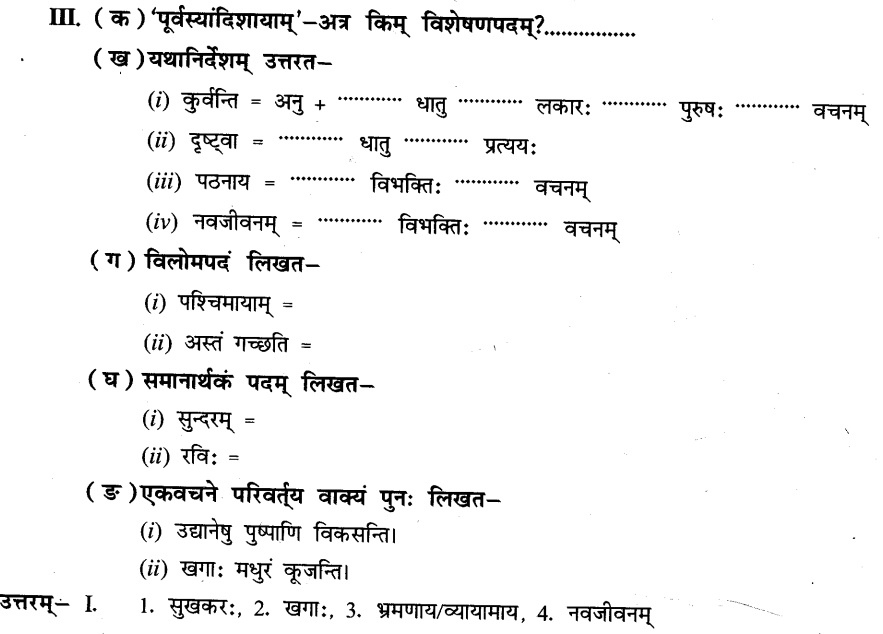 III. ( क ) 'पूर्वस्यांदिशायाम्'–अत्र किम् विशेषणपदम्?................
( ख ) यथानिर्देशम् उत्तरत–
(i) कुर्वन्ति = अनु + ············ धातु ············ लकारः ············ पुरुषः ············ वचनम्
(ii) दृष्ट्वा = ············ धातु ············ प्रत्ययः
(iii) पठनाय = ············ विभक्तिः ············ वचनम्
(iv) नवजीवनम् = ············ विभक्तिः ············ वचनम्
( ग ) विलोमपदं लिखत–
(i) पश्चिमायाम् =
(ii) अस्तं गच्छति =
( घ ) समानार्थकं पदम् लिखत–
(i) सुन्दरम् =
(ii) रविः =
( ङ ) एकवचने परिवर्त्य वाक्यं पुनः लिखत–
(i) उद्यानेषु पुष्पाणि विकसन्ति।
(ii) खगाः मधुरं कूजन्ति।
उत्तरम्– I. 1. सुखकरः, 2. खगाः, 3. भ्रमणाय/व्यायामाय, 4. नवजीवनम्